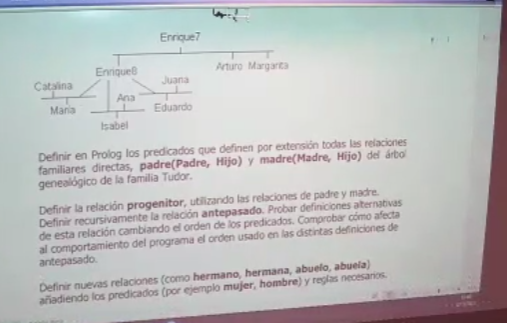 Enrique7
Enrique8
Arturo Margarita
Catalina
Juana
Ana
María
Eduardo
Isabel
Definir en Prolog los predicados que definen por extensión todas las relaciones
familiares directas, padre(Padre, Hijo) y madre(Madre, Hijo) del árbol
genealógico de la familia Tudor.
Definir la relación progenitor, utilizando las relaciones de padre y madre.
Definir recursivamente la relación antepasado. Probar definiciones alternativas
de esta relación cambiando el orden de los predicados. Comprobar cómo afecta
al comportamiento del programa el orden usado en las distintas definiciones de
antepasado.
Definir nuevas relaciones (como hermano, hermana, abuelo, abuela)
añadiendo los predicados (por ejemplo mujer, hombre) y reglas necesarios.